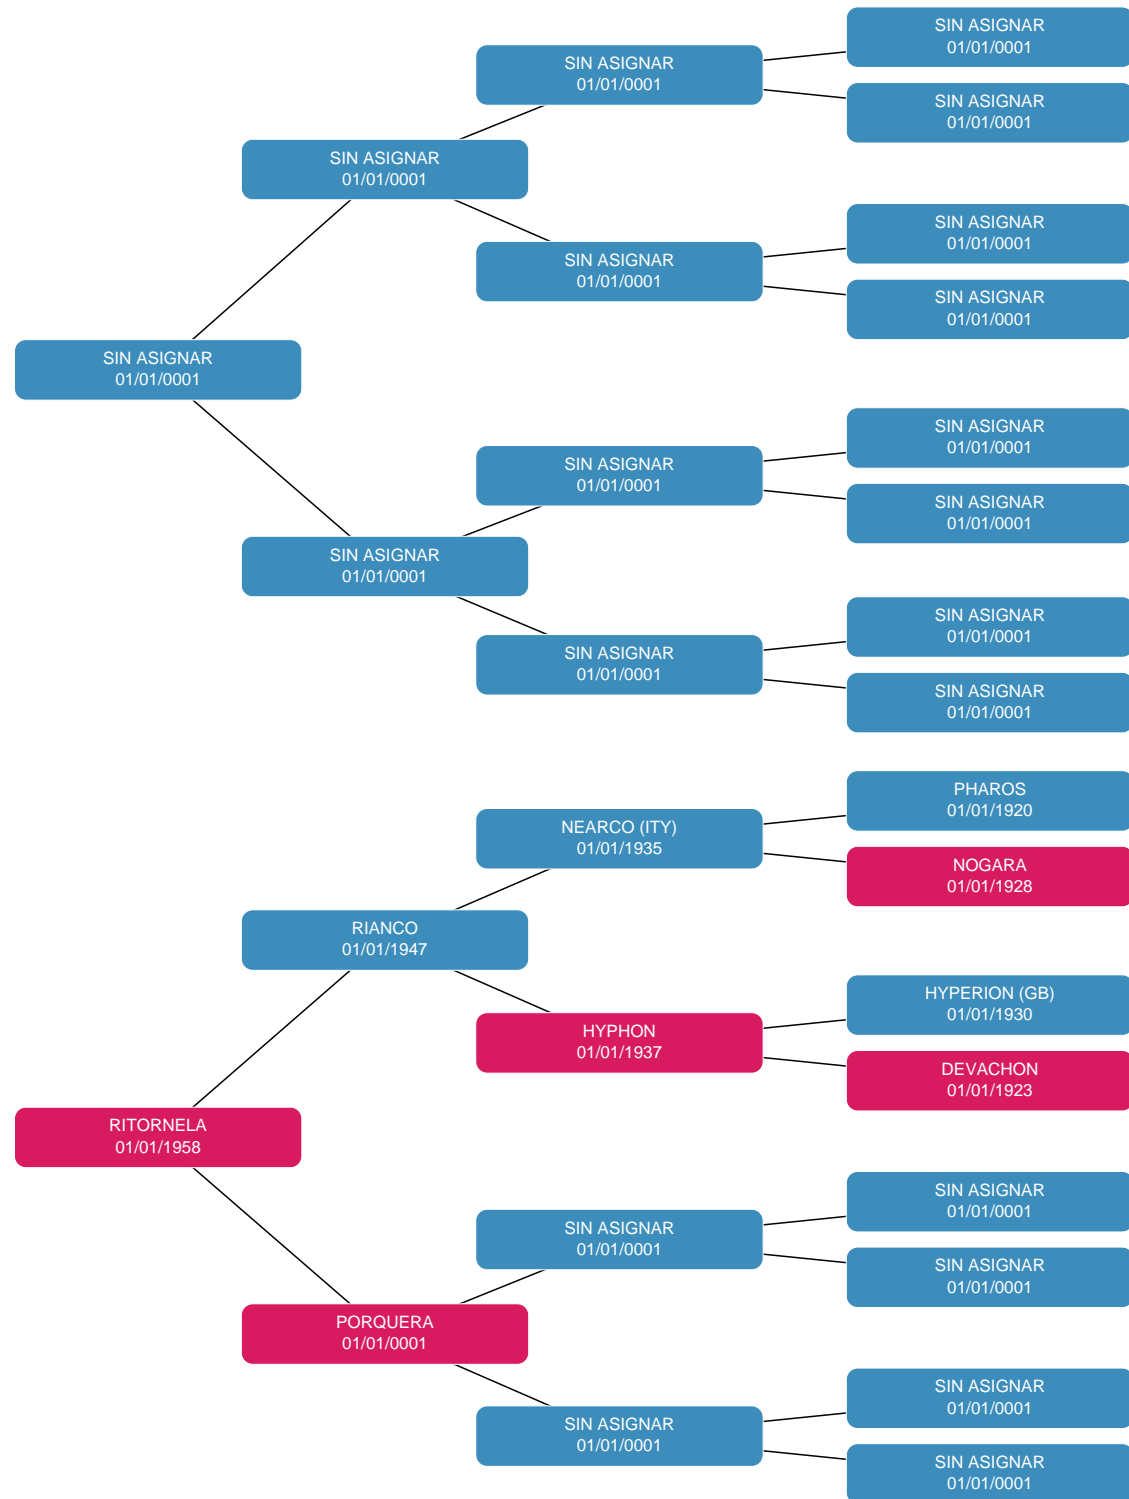 SIN ASIGNAR
01/01/0001
SIN ASIGNAR
01/01/0001
SIN ASIGNAR
01/01/0001
SIN ASIGNAR
01/01/0001
SIN ASIGNAR
01/01/0001
SIN ASIGNAR
01/01/0001
SIN ASIGNAR
01/01/0001
SIN ASIGNAR
01/01/0001
SIN ASIGNAR
01/01/0001
SIN ASIGNAR
01/01/0001
SIN ASIGNAR
01/01/0001
SIN ASIGNAR
01/01/0001
SIN ASIGNAR
01/01/0001
SIN ASIGNAR
01/01/0001
SIN ASIGNAR
01/01/0001
PHAROS
01/01/1920
NEARCO (ITY)
01/01/1935
NOGARA
01/01/1928
RIANCO
01/01/1947
HYPERION (GB)
01/01/1930
HYPHON
01/01/1937
DEVACHON
01/01/1923
RITORNELA
01/01/1958
SIN ASIGNAR
01/01/0001
SIN ASIGNAR
01/01/0001
SIN ASIGNAR
01/01/0001
PORQUERA
01/01/0001
SIN ASIGNAR
01/01/0001
SIN ASIGNAR
01/01/0001
SIN ASIGNAR
01/01/0001